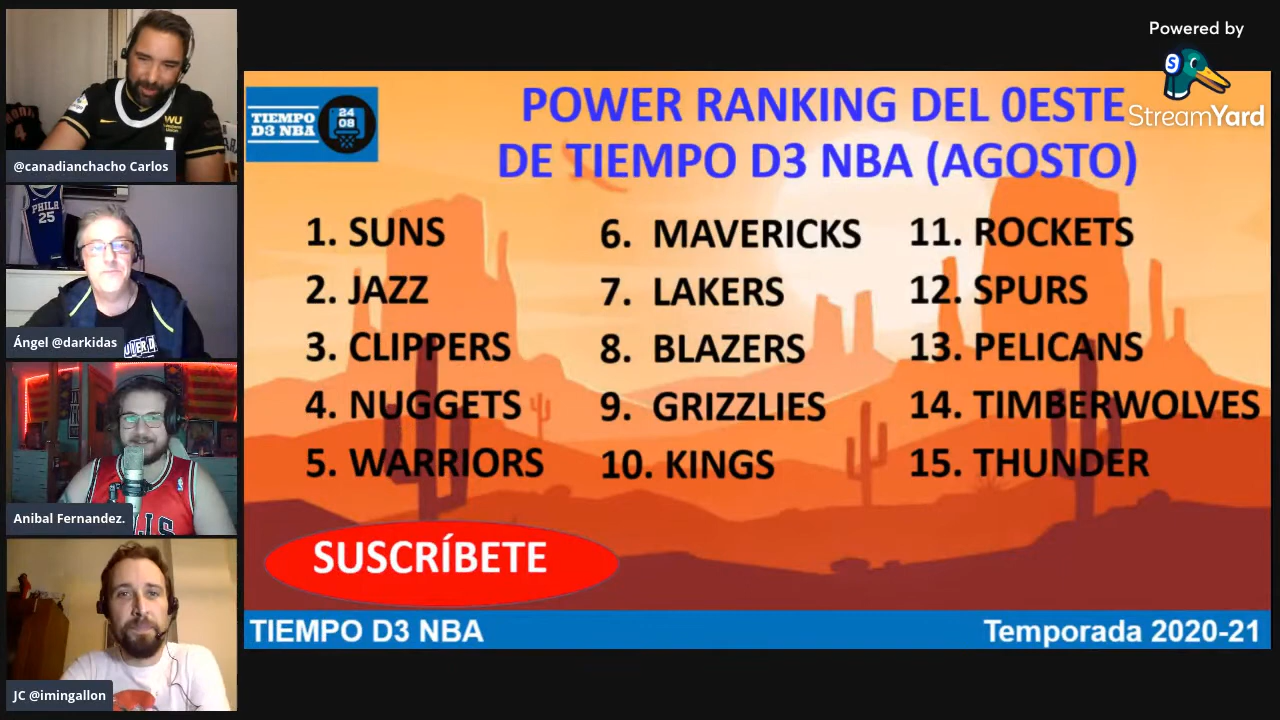 Powered by
StreamYard
TIEMPO
D3 NBA
24
08
POWER RANKING DEL 0ESTE
DE TIEMPO D3 NBA (AGOSTO)
1. SUNS
2. JAZZ
3. CLIPPERS
4. NUGGETS
5. WARRIORS
6. MAVERICKS
7. LAKERS
8. BLAZERS
9. GRIZZLIES
10. KINGS
11. ROCKETS
12. SPURS
13. PELICANS
14. TIMBERWOLVES
15. THUNDER
SUSCRÍBETE
TIEMPO D3 NBA
Temporada 2020-21
WU
1
4
@canadianchacho Carlos
PHILA
25
Ángel @darkidas
Anibal Fernandez.
JC @imingallon